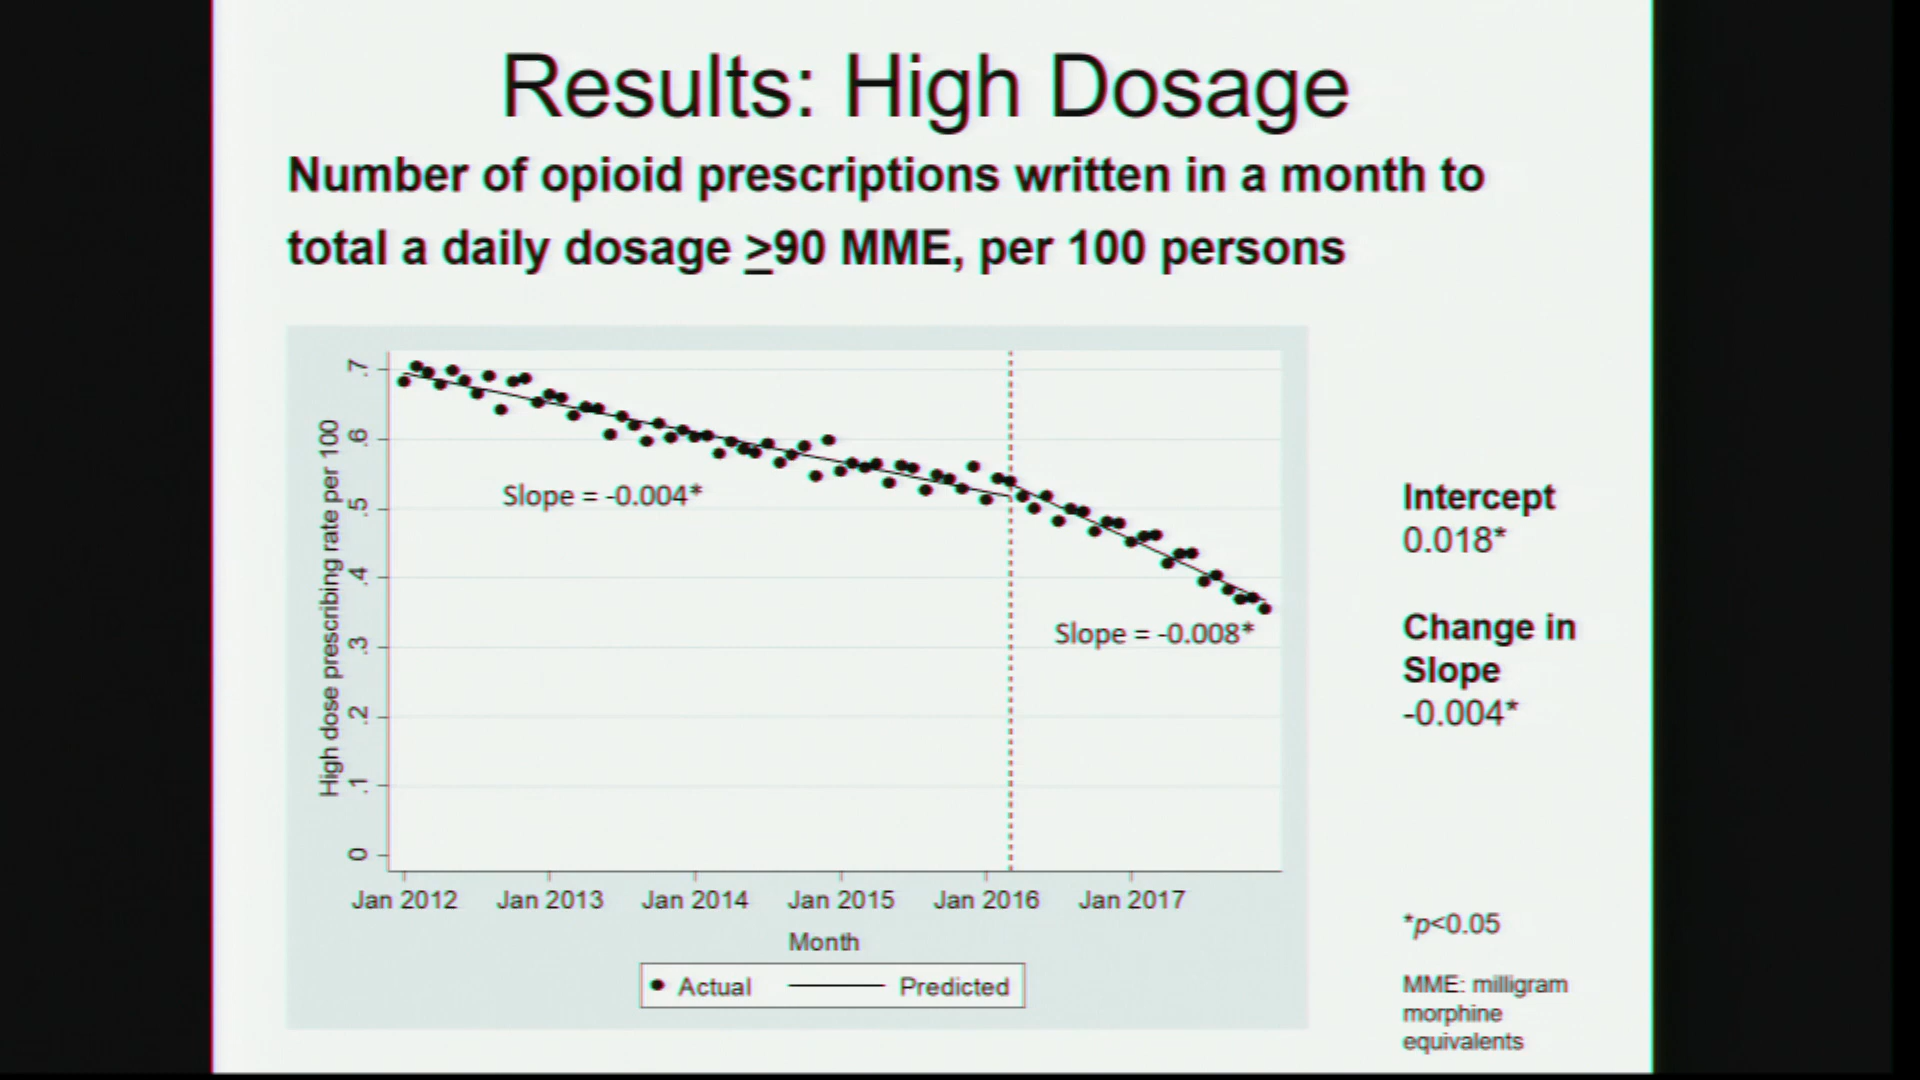 Results: High Dosage
Number of opioid prescriptions written in a month to
total a daily dosage ≥90 MME, per 100 persons
High dose prescribing rate per 100
.7
.6
.5
.4
.3
.2
.1
0
Slope = -0.004*
Slope = -0.008*
Jan 2012 Jan 2013 Jan 2014 Jan 2015 Jan 2016 Jan 2017
Month
Actual Predicted
Intercept
0.018*
Change in
Slope
-0.004*
*p<0.05
MME: milligram
morphine
equivalents